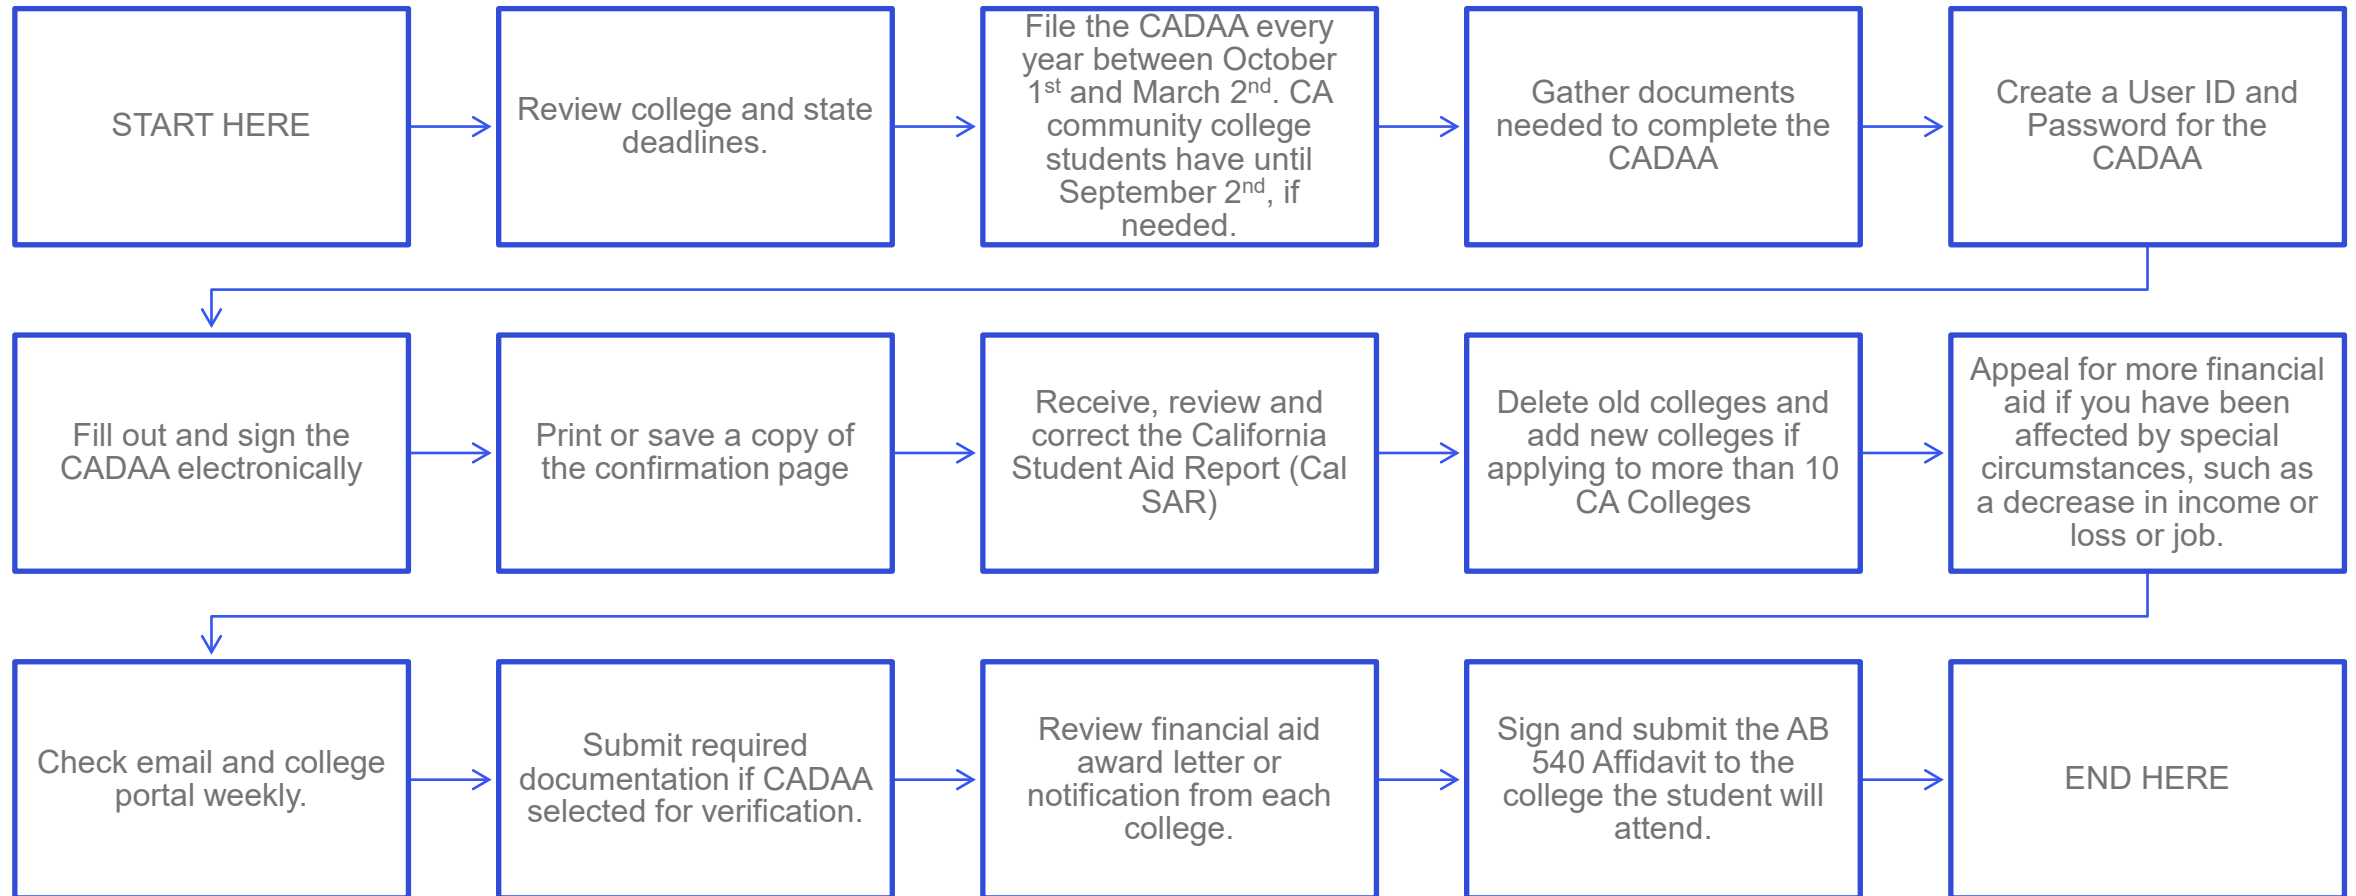 START HERE
Review college and state
deadlines.
File the CADAA every
year between October
1st and March 2nd. CA
community college
students have until
September 2nd, if
needed.
Gather documents
needed to complete the
CADAA
Create a User ID and
Password for the
CADAA
Fill out and sign the
CADAA electronically
Print or save a copy of
the confirmation page
Receive, review and
correct the California
Student Aid Report (Cal
SAR)
Delete old colleges and
add new colleges if
applying to more than 10
CA Colleges
Appeal for more financial
aid if you have been
affected by special
circumstances, such as
a decrease in income or
loss or job.
Check email and college
portal weekly.
Submit required
documentation if CADAA
selected for verification.
Review financial aid
award letter or
notification from each
college.
Sign and submit the AB
540 Affidavit to the
college the student will
attend.
END HERE